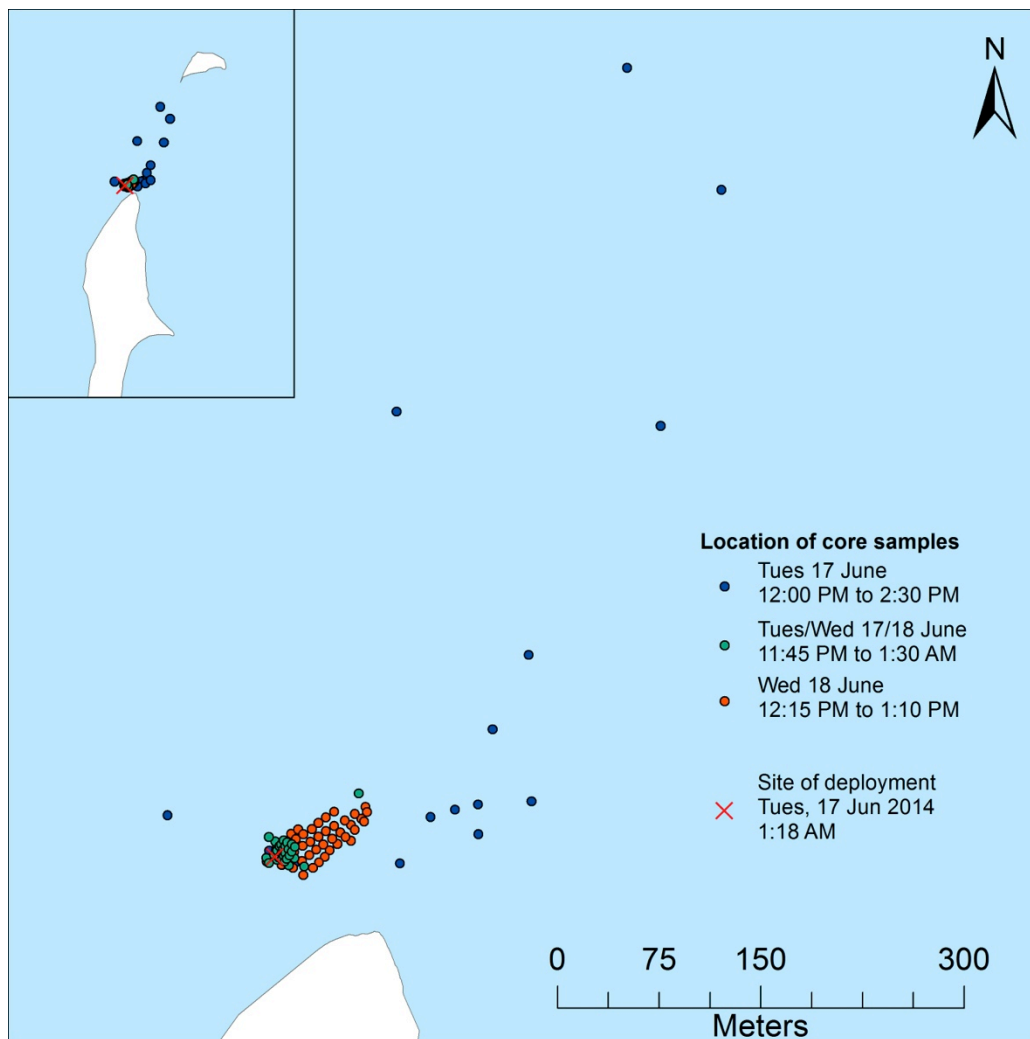 N
Location of core samples
Tues 17 June
12:00 PM to 2:30 PM
Tues/Wed 17/18 June
11:45 PM to 1:30 AM
Wed 18 June
12:15 PM to 1:10 PM
Site of deployment
Tues, 17 Jun 2014
1:18 AM
0 75 150 300
Meters